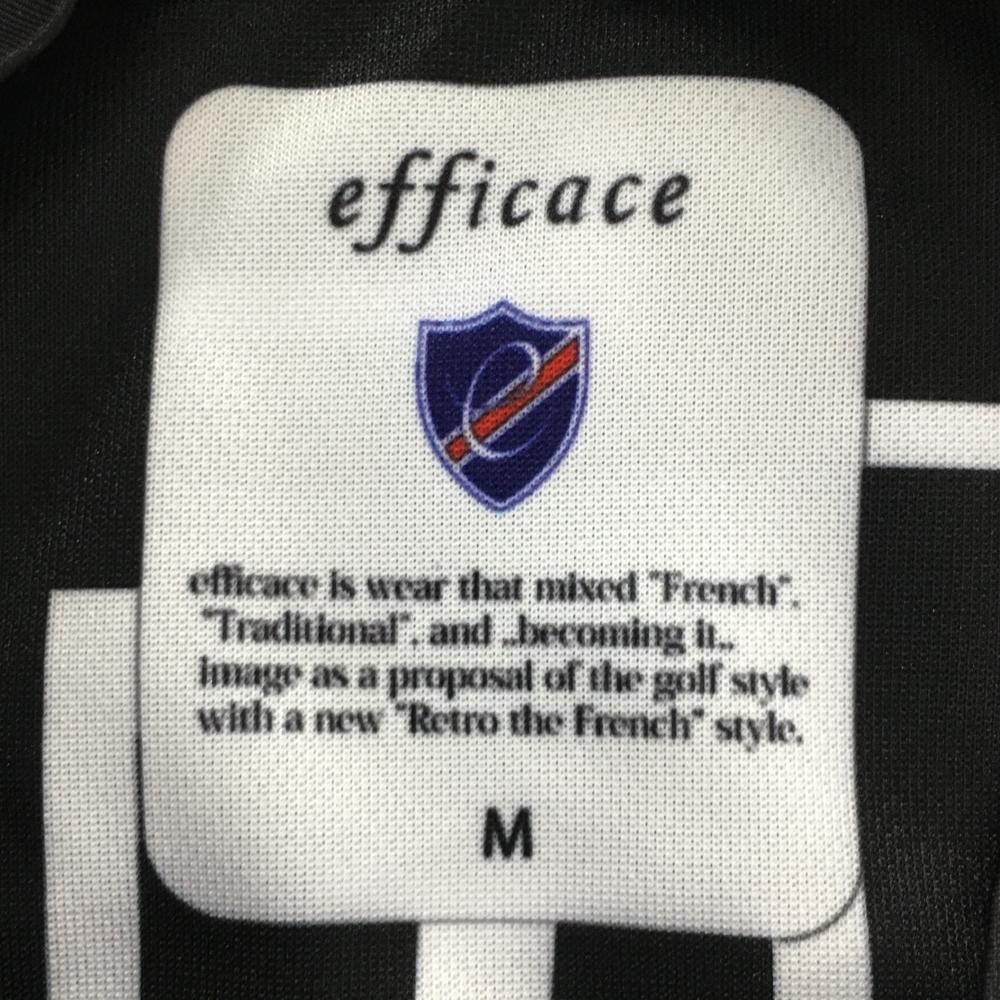 efficace
e
efficace is wear that mixed "French",
"Traditional", and ..becoming it..
image as a proposal of the golf style
with a new "Retro the French" style.
M